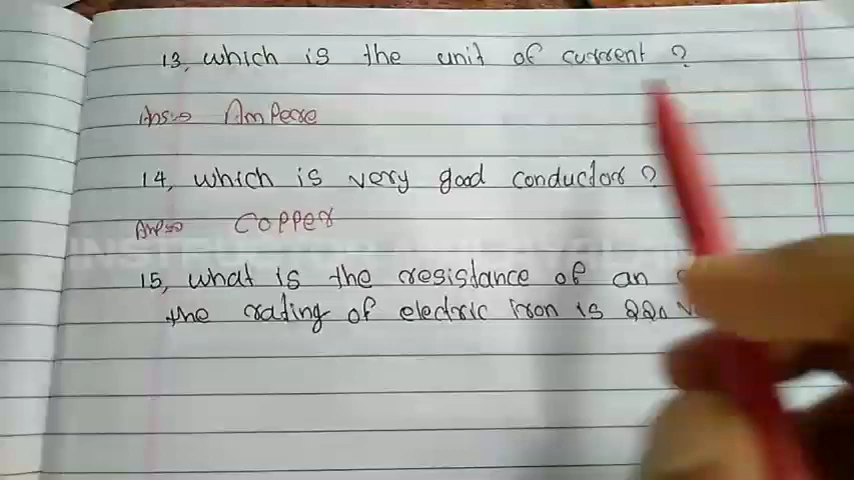 13, which is the unit of current ?
Ans⇒ Ampere
14, which is very good conductor ?
Ans⇒ Copper
15, what is the resistance of an
the rading of electric iron is 220 V